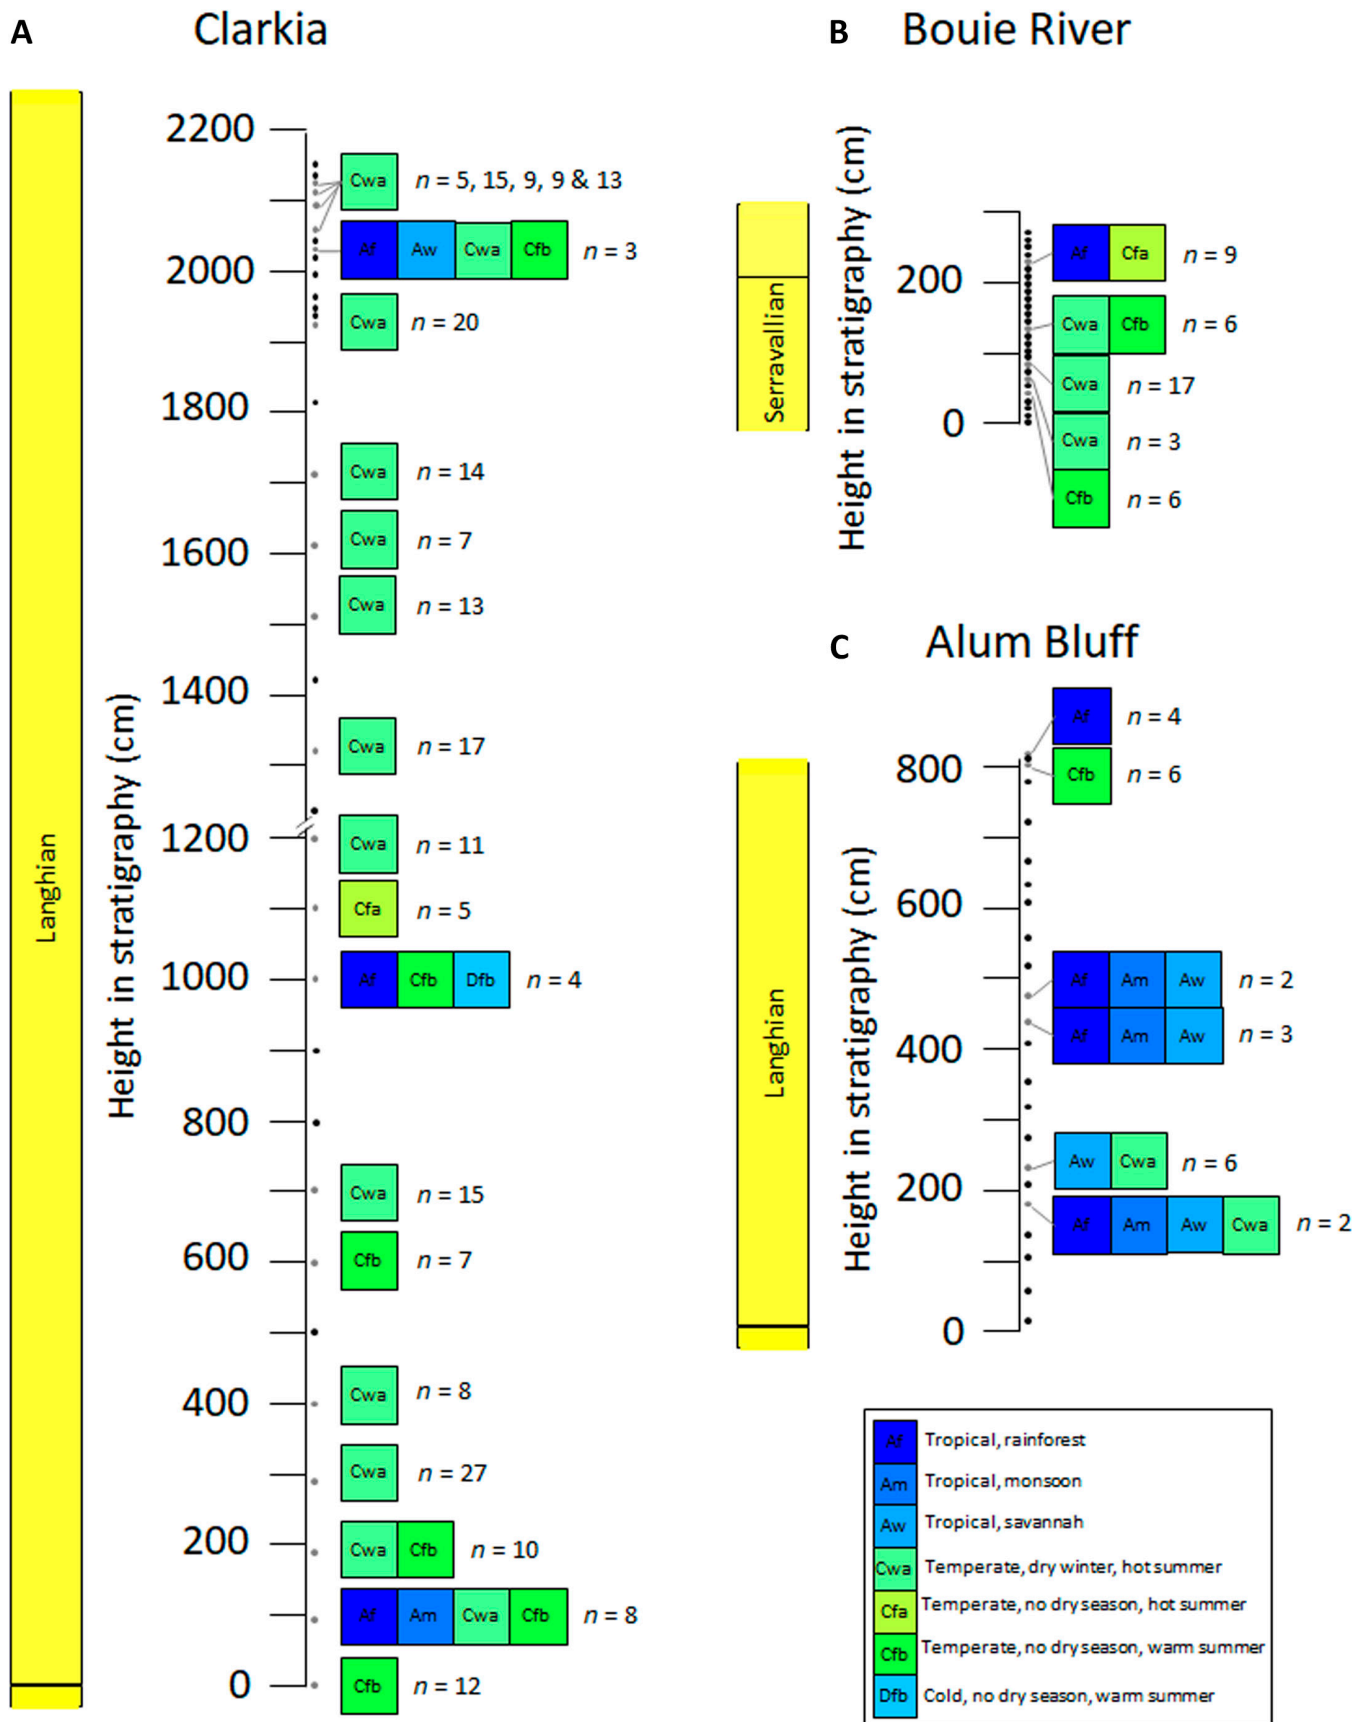 A Clarkia
Langhian
Height in stratigraphy (cm)
2200
Cwa n = 5, 15, 9, 9 & 13
Af Aw Cwa Cfb n = 3
2000
Cwa n = 20
1800
Cwa n = 14
Cwa n = 7
1600
Cwa n = 13
1400
Cwa n = 17
1200
Cwa n = 11
Cfa n = 5
1000
Af Cfb Dfb n = 4
800
Cwa n = 15
600
Cfb n = 7
400
Cwa n = 8
Cwa n = 27
200
Cwa Cfb n = 10
Af Am Cwa Cfb n = 8
0
Cfb n = 12
B Bouie River
Serravallian
Height in stratigraphy (cm)
Af Cfa n = 9
200
Cwa Cfb n = 6
Cwa n = 17
0
Cwa n = 3
Cfb n = 6
C Alum Bluff
Langhian
Height in stratigraphy (cm)
Af n = 4
800
Cfb n = 6
600
Af Am Aw n = 2
Af Am Aw n = 3
400
Aw Cwa n = 6
200
Af Am Aw Cwa n = 2
0
Af Tropical, rainforest
Am Tropical, monsoon
Aw Tropical, savannah
Cwa Temperate, dry winter, hot summer
Cfa Temperate, no dry season, hot summer
Cfb Temperate, no dry season, warm summer
Dfb Cold, no dry season, warm summer